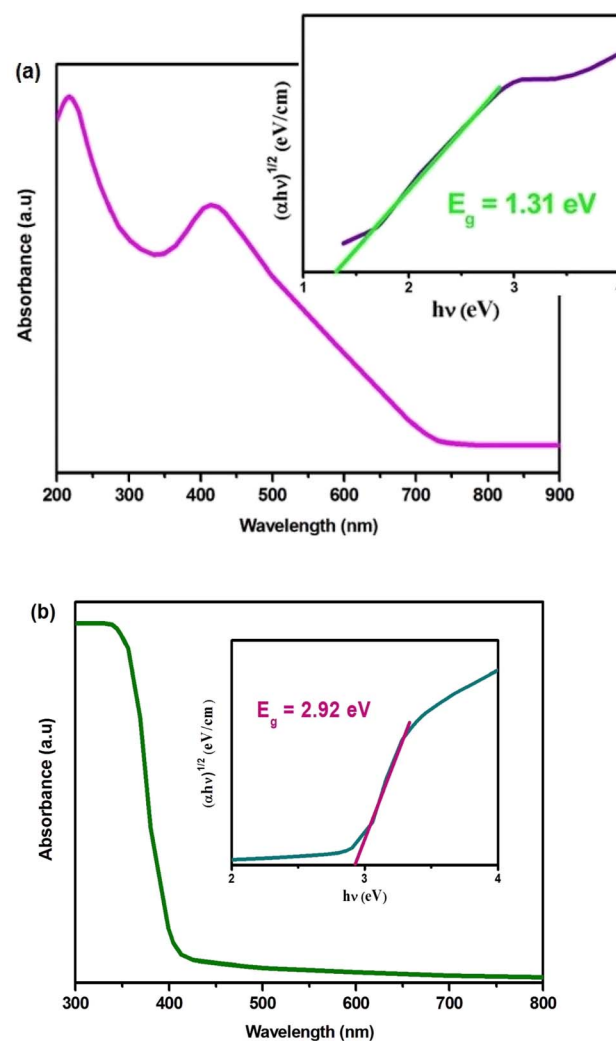 (a)
(αhν)1/2 (eV/cm)
Eg = 1.31 eV
1 2 3
hν (eV)
Absorbance (a.u)
200 300 400 500 600 700 800 900
Wavelength (nm)
(b)
Eg = 2.92 eV
(αhν)1/2 (eV/cm)
2 3 4
hν (eV)
Absorbance (a.u)
300 400 500 600 700 800
Wavelength (nm)